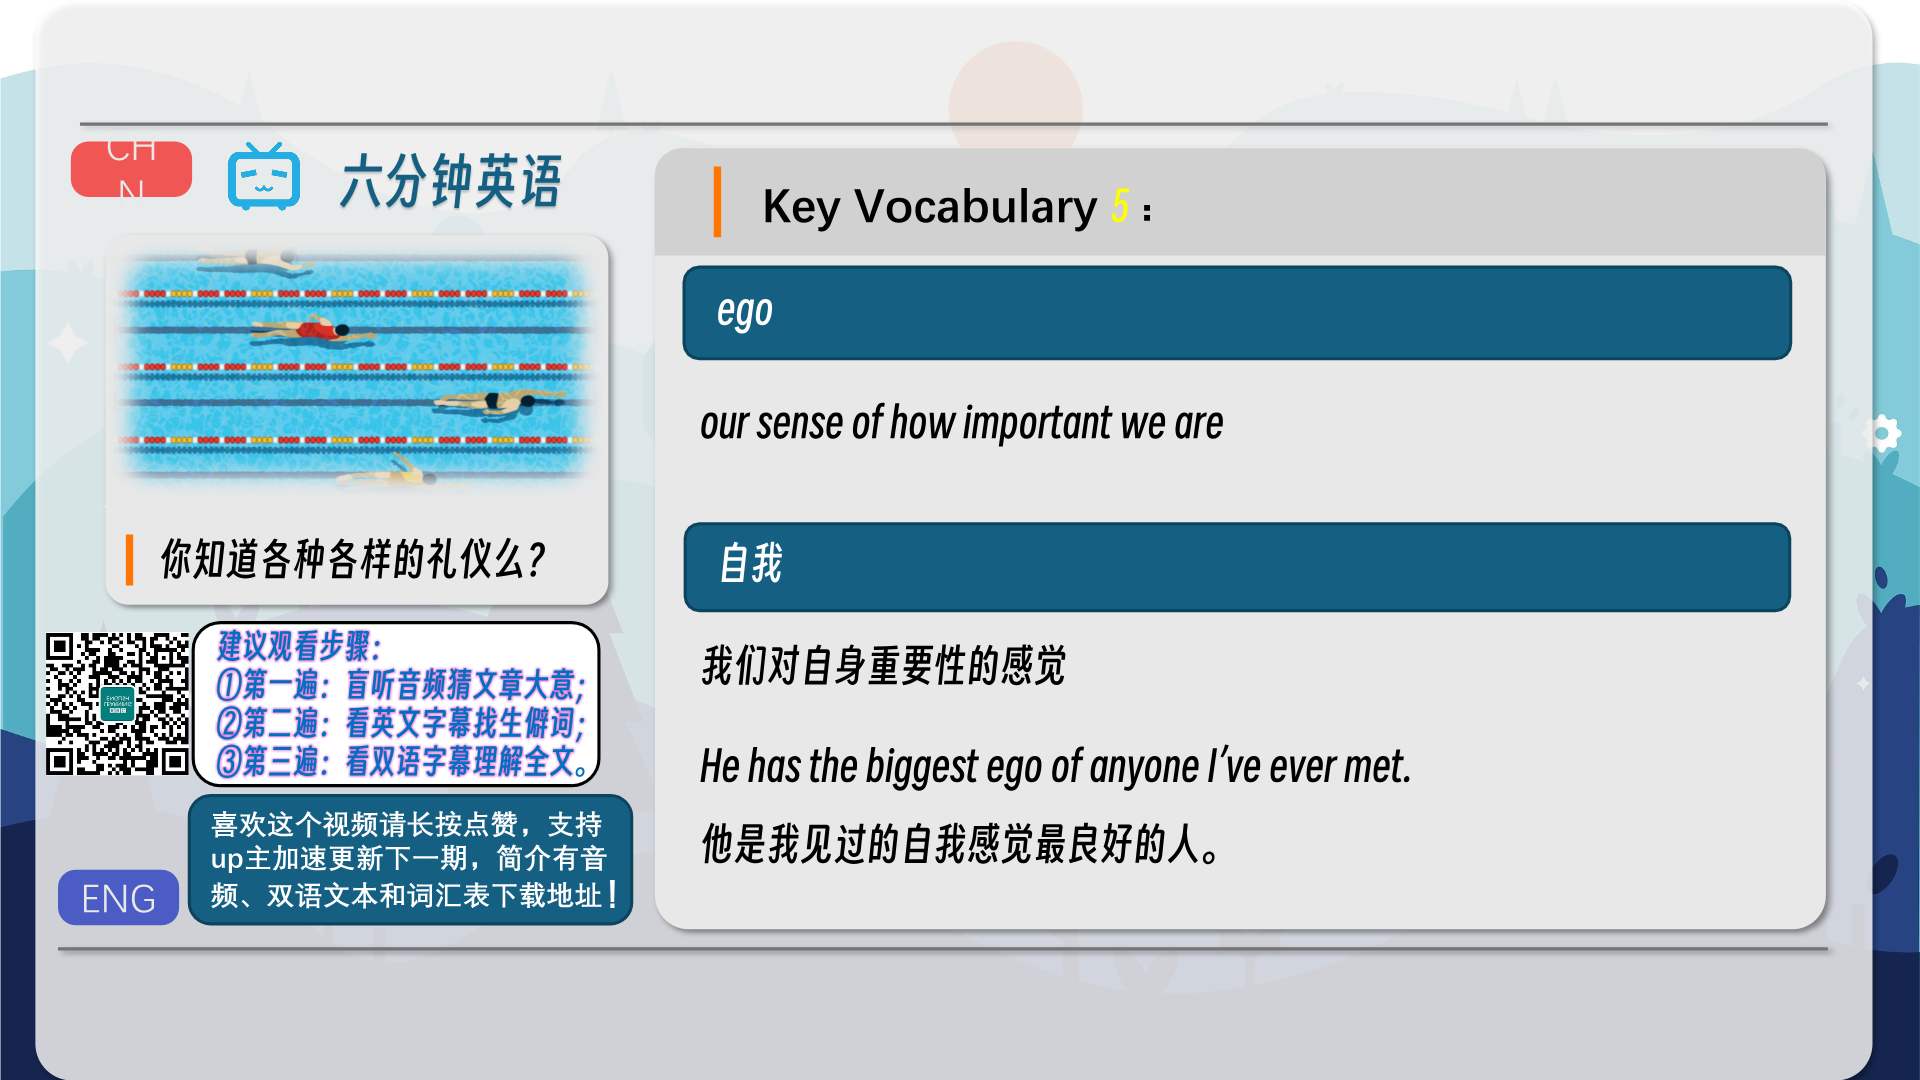 CH
N
六分钟英语
你知道各种各样的礼仪么？
建议观看步骤：
①第一遍：盲听音频猜文章大意；
②第二遍：看英文字幕找生僻词；
③第三遍：看双语字幕理解全文。
喜欢这个视频请长按点赞，支持
up主加速更新下一期，简介有音
频、双语文本和词汇表下载地址！
ENG
Key Vocabulary 5：
ego
our sense of how important we are
自我
我们对自身重要性的感觉
He has the biggest ego of anyone I've ever met.
他是我见过的自我感觉最良好的人。